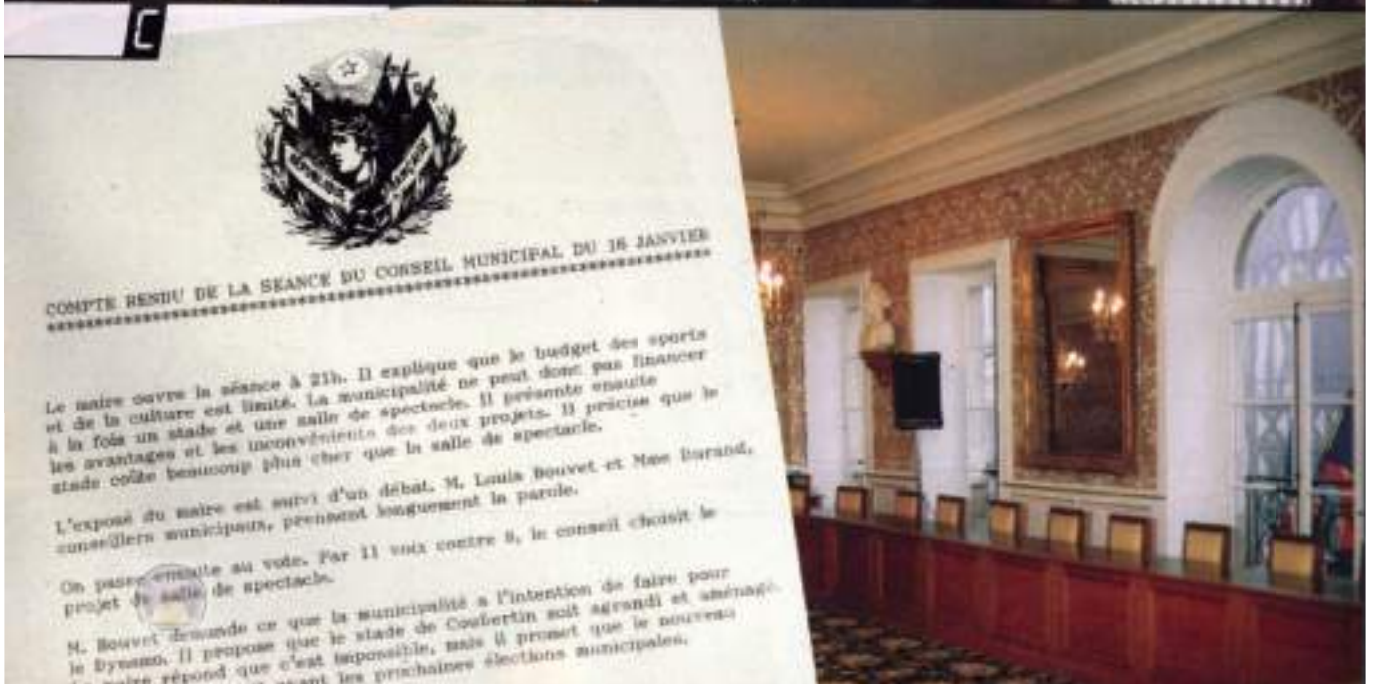 C
RÉPUBLIQUE FRANÇAISE
COMPTE RENDU DE LA SÉANCE DU CONSEIL MUNICIPAL DU 16 JANVIER
Le maire ouvre la séance à 21h. Il explique que le budget des sports
et de la culture est limité. La municipalité ne peut donc pas financer
à la fois un stade et une salle de spectacle. Il présente ensuite
les avantages et les inconvénients des deux projets. Il précise que le
stade coûte beaucoup plus cher que la salle de spectacle.
L'exposé du maire est suivi d'un débat. M. Louis Bouvet et Mme Durand,
conseillers municipaux, prennent longuement la parole.
On passe ensuite au vote. Par 11 voix contre 8, le conseil choisit le
projet de salle de spectacle.
M. Bouvet demande ce que la municipalité a l'intention de faire pour
le Dynamo. Il propose que le stade de Coubertin soit agrandi et aménagé.
Le maire répond que c'est impossible, mais il promet que le nouveau
avant les prochaines élections municipales.